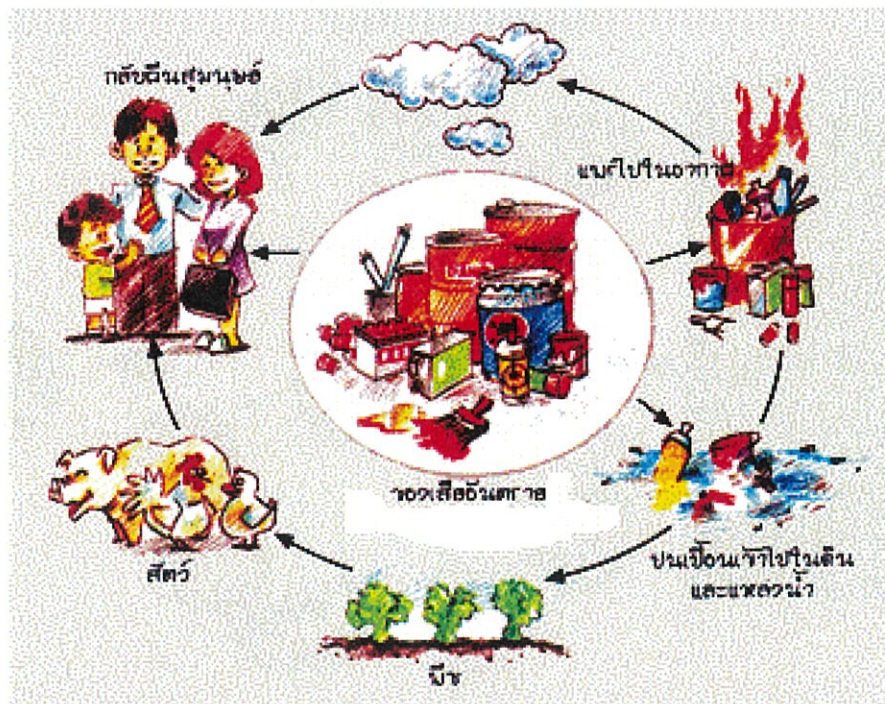 กลับคืนสู่มนุษย์
แพร่ไปในอากาศ
ของเสียอันตราย
สัตว์
ปนเปื้อนเข้าไปในดิน
และแหล่งน้ำ
พืช